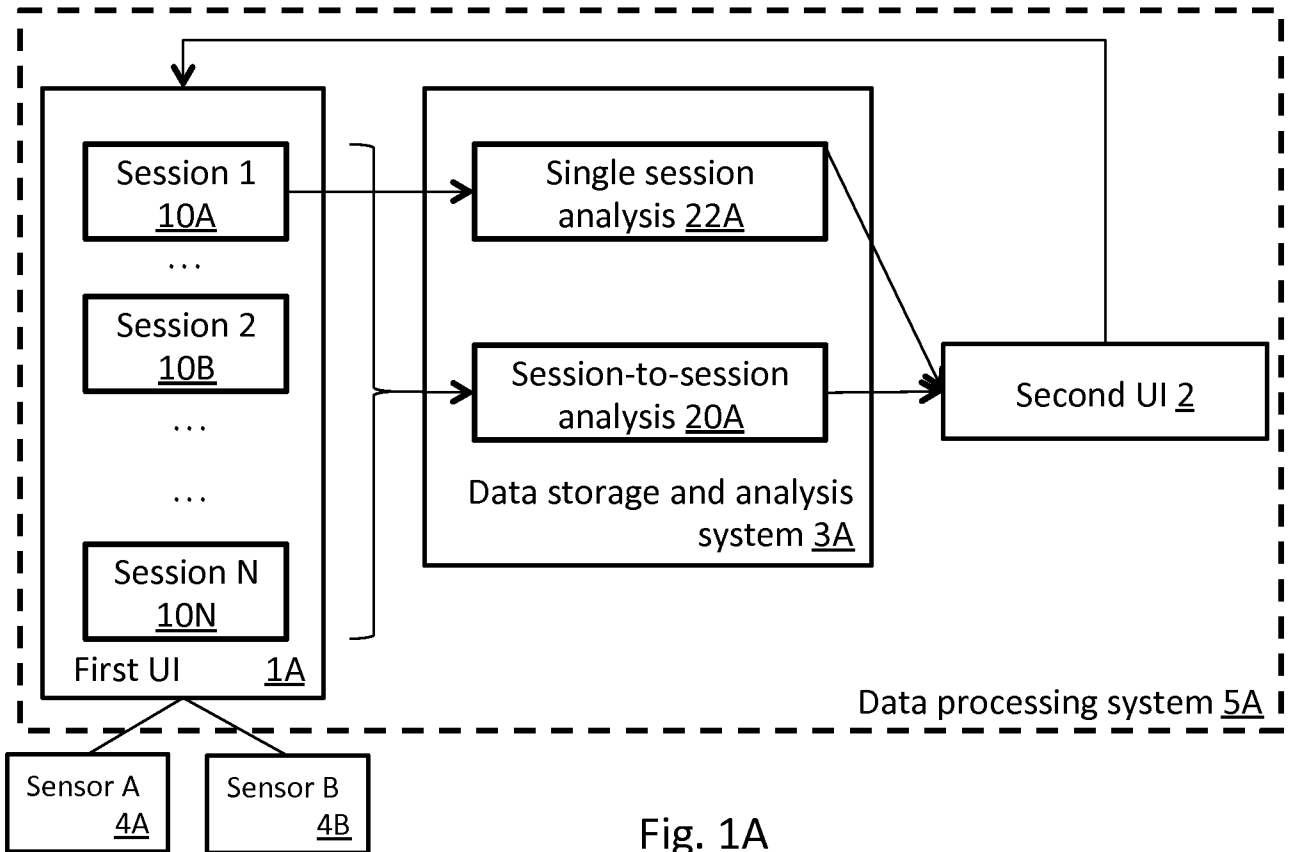 Session 1
10A
...
Session 2
10B
...
...
Session N
10N
First UI 1A
Single session
analysis 22A
Session-to-session
analysis 20A
Data storage and analysis
system 3A
Second UI 2
Data processing system 5A
Sensor A
4A
Sensor B
4B
Fig. 1A